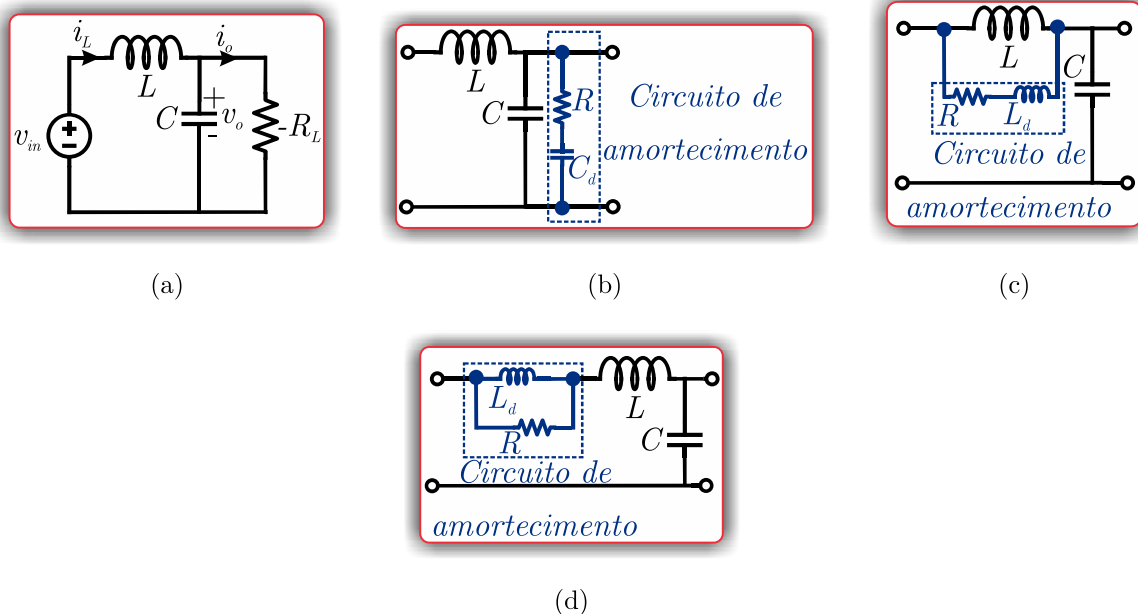 i_L
i_o
L
C
+
v_o
-
v_in
+
-
-R_L
(a)
L
C
R
C_d
Circuito de
amortecimento
(b)
L
C
R
L_d
Circuito de
amortecimento
(c)
L_d
R
L
C
Circuito de
amortecimento
(d)